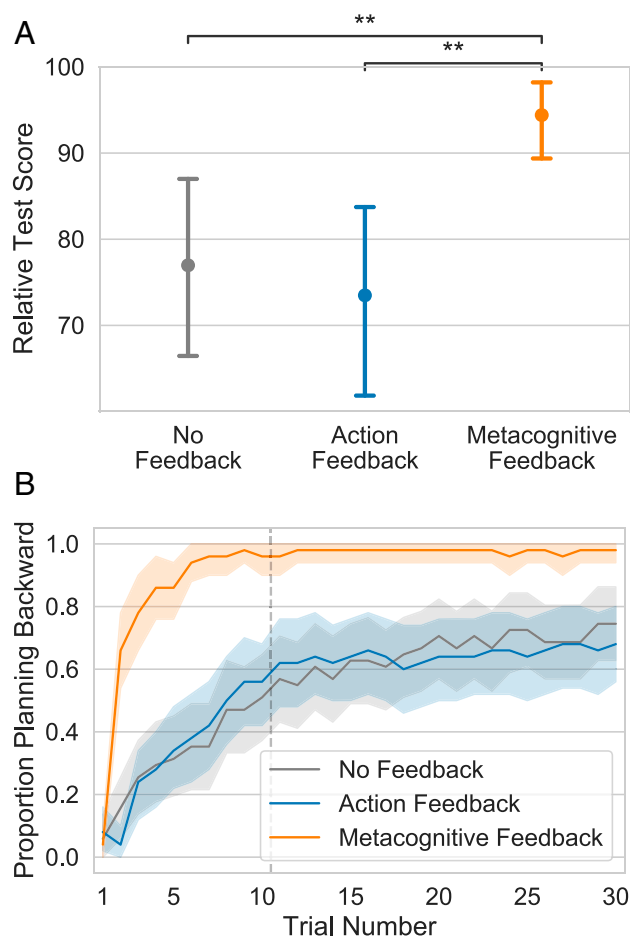 A
**
**
100
90
80
70
Relative Test Score
No
Feedback
Action
Feedback
Metacognitive
Feedback
B
1.0
0.8
0.6
0.4
0.2
0.0
Proportion Planning Backward
No Feedback
Action Feedback
Metacognitive Feedback
1
5
10
15
20
25
30
Trial Number